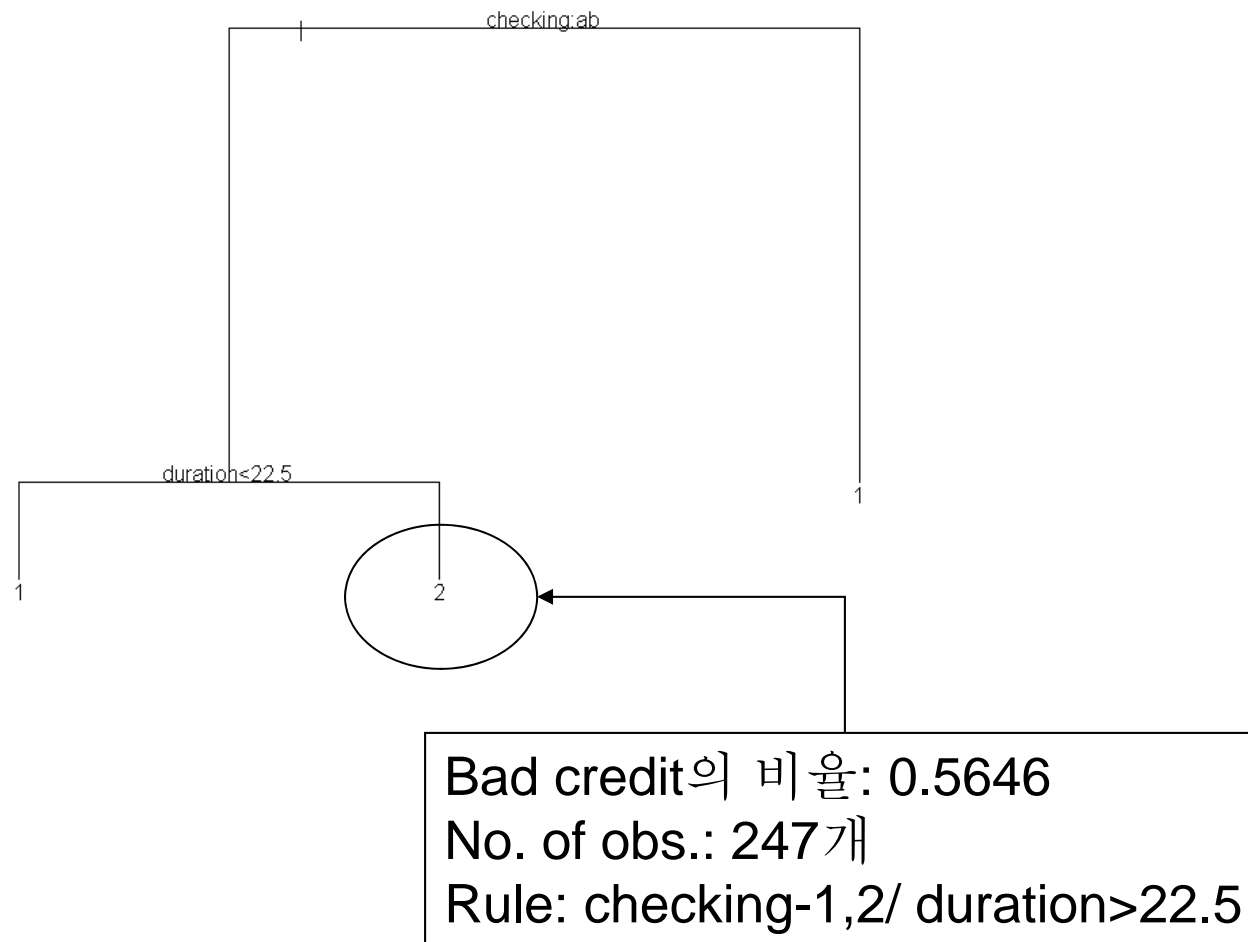 checking:ab
duration<22.5
1
1
2
Bad credit의 비율: 0.5646
No. of obs.: 247개
Rule: checking-1,2/ duration>22.5